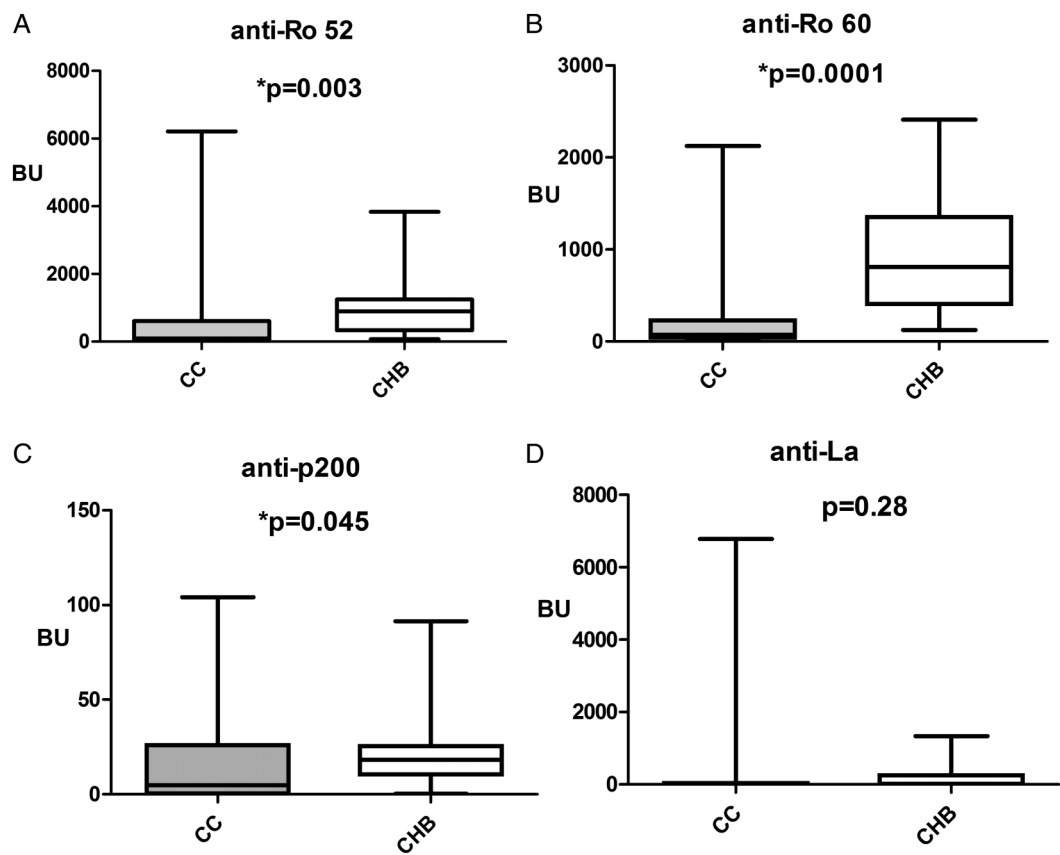 A
anti-Ro 52
*p=0.003
8000
6000
BU
4000
2000
0
CC
CHB
B
anti-Ro 60
*p=0.0001
3000
2000
BU
1000
0
CC
CHB
C
anti-p200
*p=0.045
150
100
BU
50
0
CC
CHB
D
anti-La
p=0.28
8000
6000
BU
4000
2000
0
CC
CHB